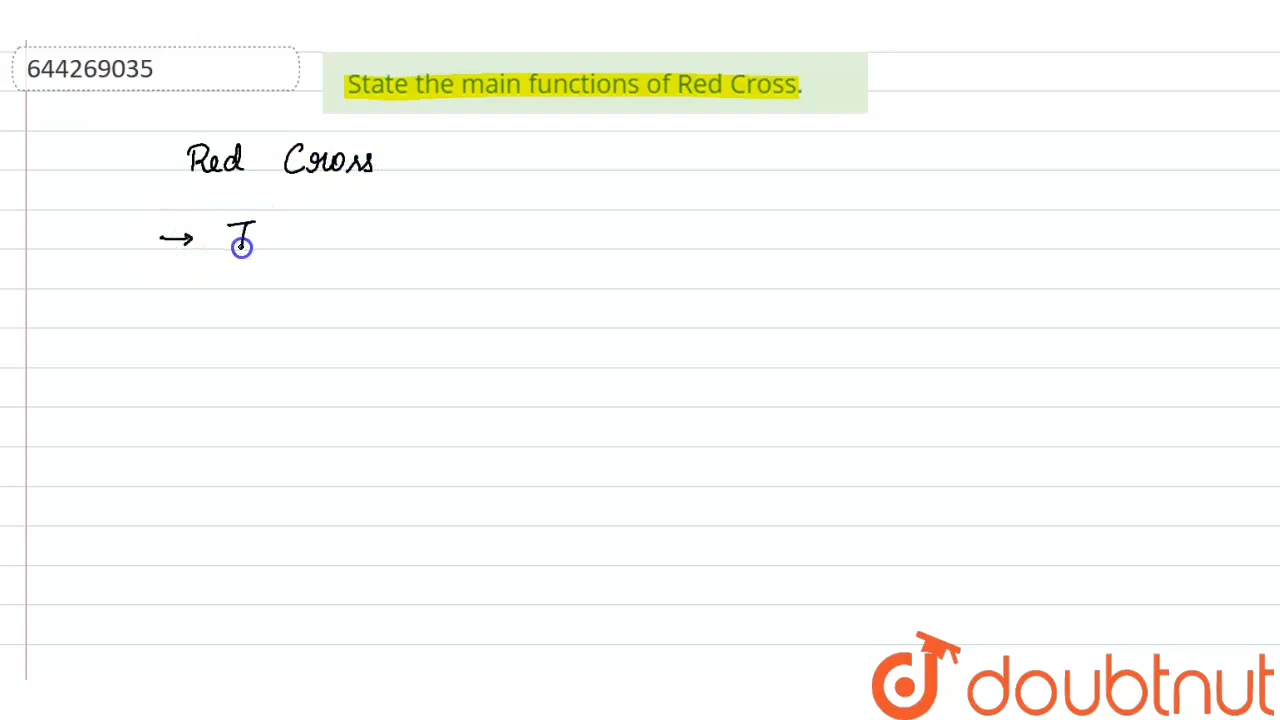 644269035
State the main functions of Red Cross.
Red Cross
→ T
doubtnut